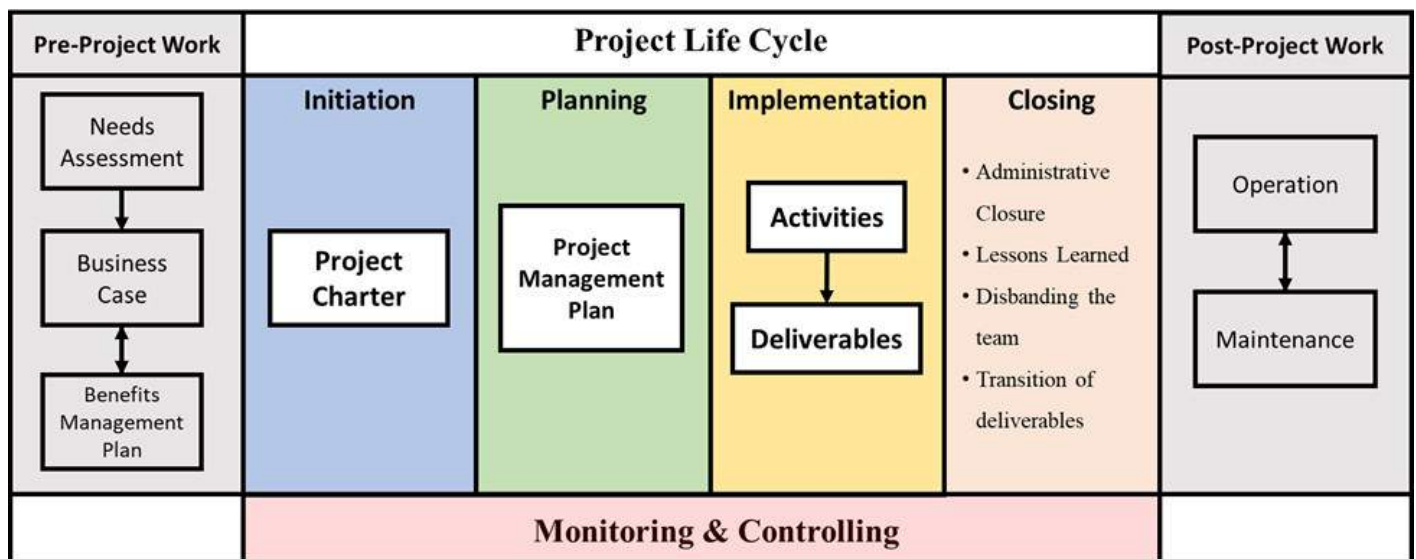 Pre-Project Work
Project Life Cycle
Post-Project Work
Needs
Assessment
Business
Case
Benefits
Management
Plan
Initiation
Project
Charter
Planning
Project
Management
Plan
Implementation
Activities
Deliverables
Closing
• Administrative
Closure
• Lessons Learned
• Disbanding the
team
• Transition of
deliverables
Operation
Maintenance
Monitoring & Controlling